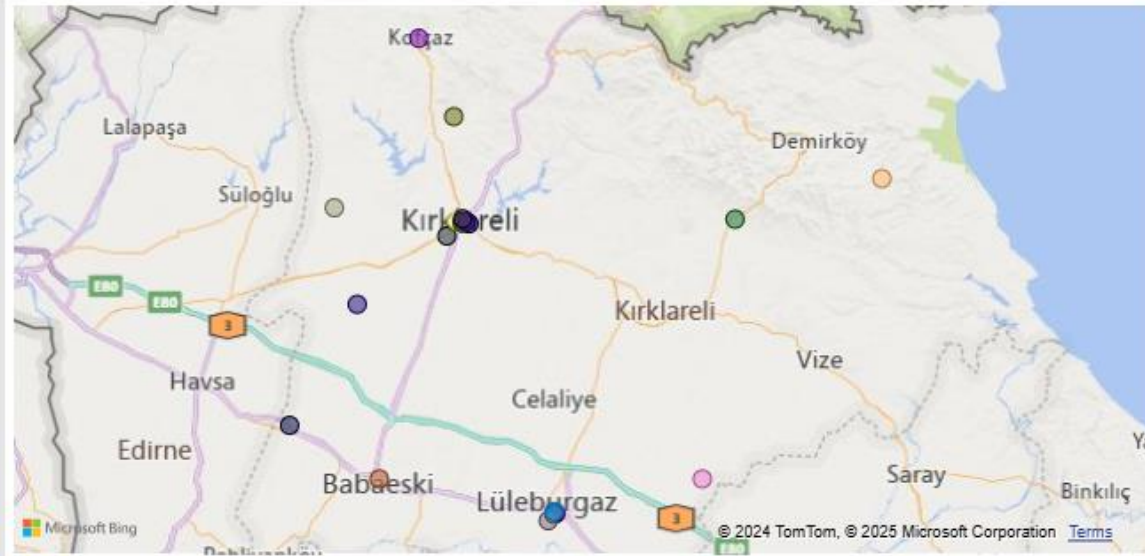 Kofçaz
Lalapaşa
Demirköy
Süloğlu
Kırklareli
E80
E80
3
Kırklareli
Vize
Havsa
Celaliye
Edirne
Saray
Babaeski
Lüleburgaz
Binkılıç
3
Microsoft Bing
© 2024 TomTom, © 2025 Microsoft Corporation Terms
E80